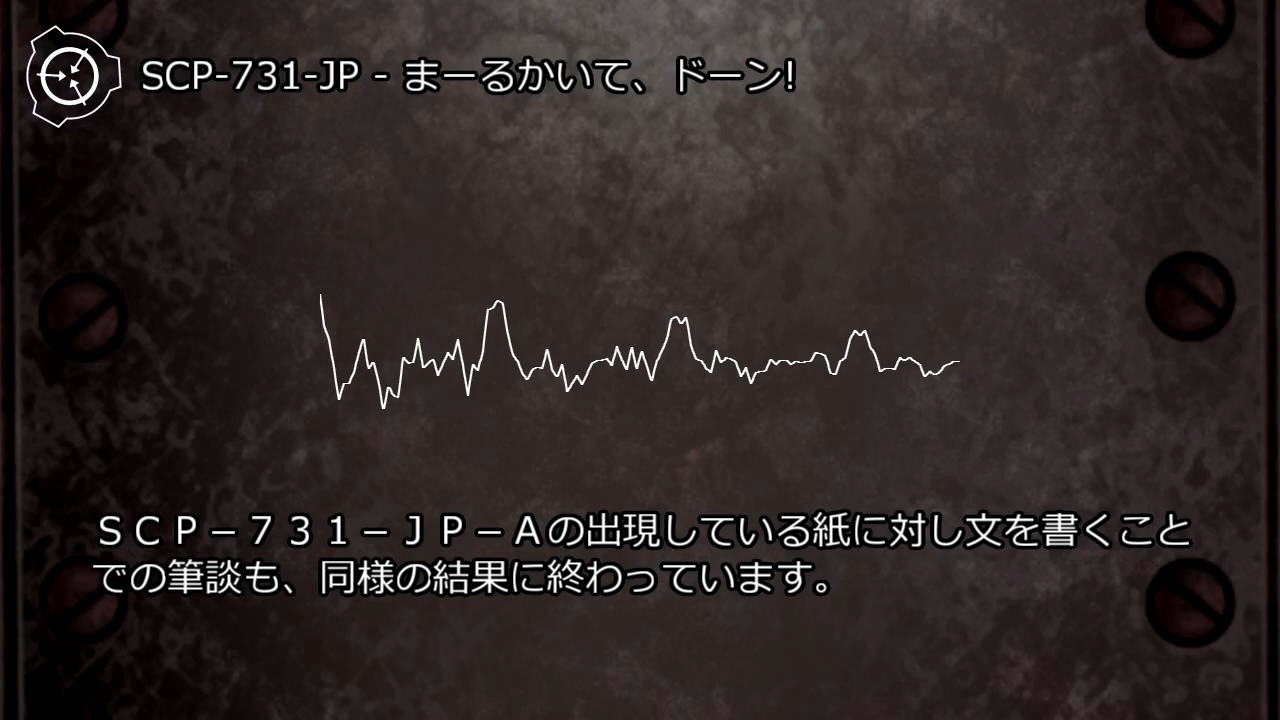 SCP-731-JP - まーるかいて、ドーン!
ＳＣＰ－７３１－ＪＰ－Ａの出現している紙に対し文を書くこと
での筆談も、同様の結果に終わっています。